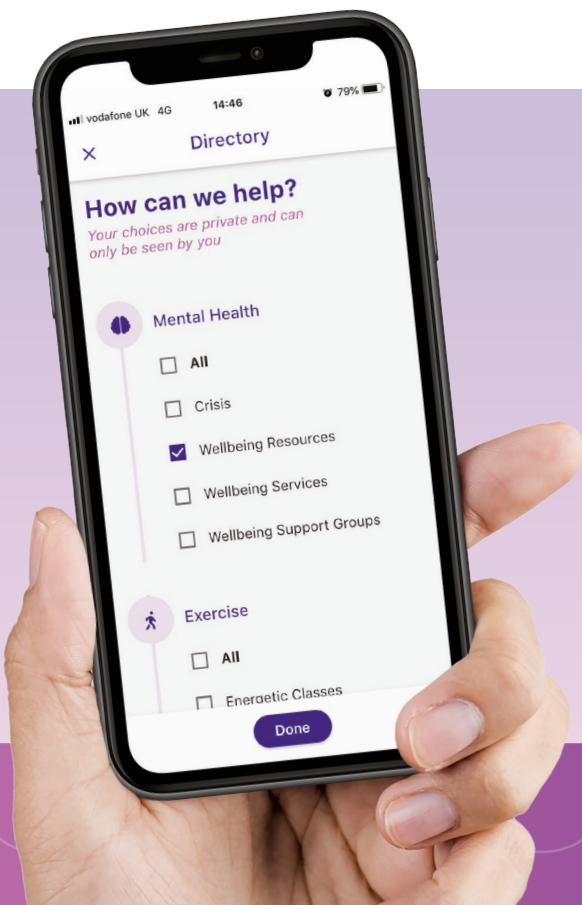 vodafone UK 4G 14:46 79%
Directory
How can we help?
Your choices are private and can
only be seen by you
Mental Health
All
Crisis
Wellbeing Resources
Wellbeing Services
Wellbeing Support Groups
Exercise
All
Energetic Classes
Done